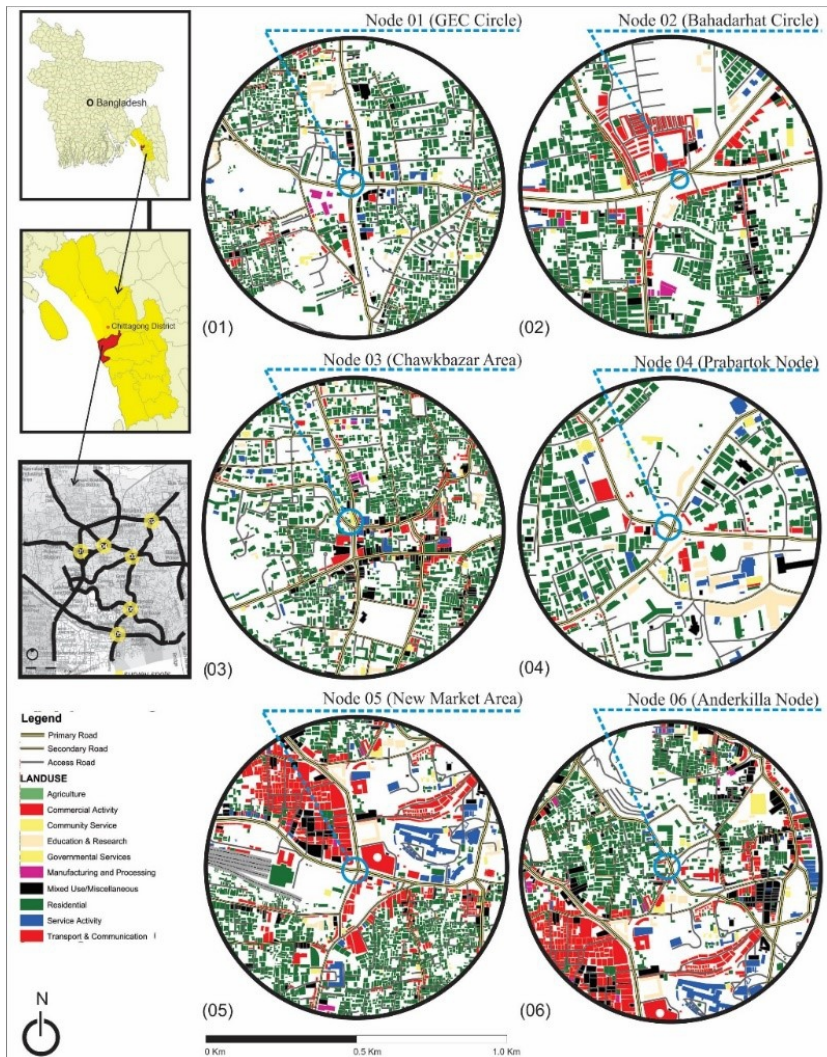 Node 01 (GEC Circle)
Node 02 (Bahadarhat Circle)
Bangladesh
(01)
(02)
Chittagong District
Node 03 (Chawkbazar Area)
Node 04 (Prabartok Node)
(03)
(04)
Node 05 (New Market Area)
Node 06 (Anderkilla Node)
Legend
Primary Road
Secondary Road
Access Road
LANDUSE
Agriculture
Commercial Activity
Community Service
Education & Research
Governmental Services
Manufacturing and Processing
Mixed Use/Miscellaneous
Residential
Service Activity
Transport & Communication
(05)
(06)
N
0 Km 0.5 Km 1.0 Km